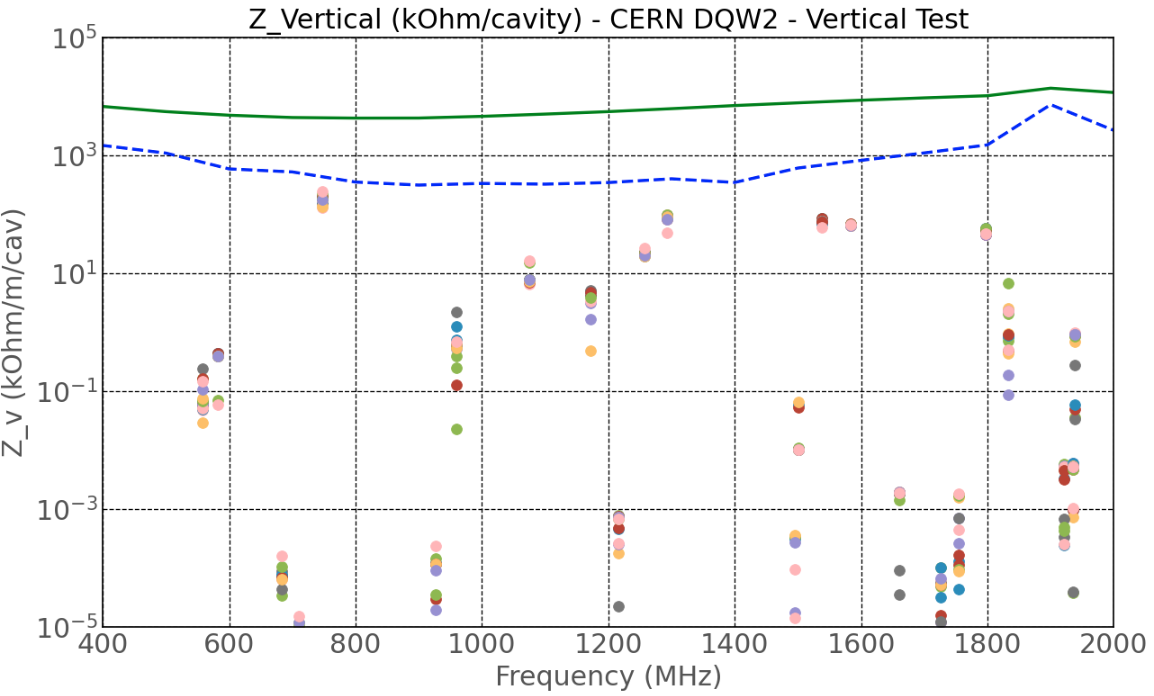 Z_Vertical (kOhm/cavity) - CERN DQW2 - Vertical Test
Z_v (kOhm/m/cav)
10^5
10^3
10^1
10^−1
10^−3
10^−5
400 600 800 1000 1200 1400 1600 1800 2000
Frequency (MHz)